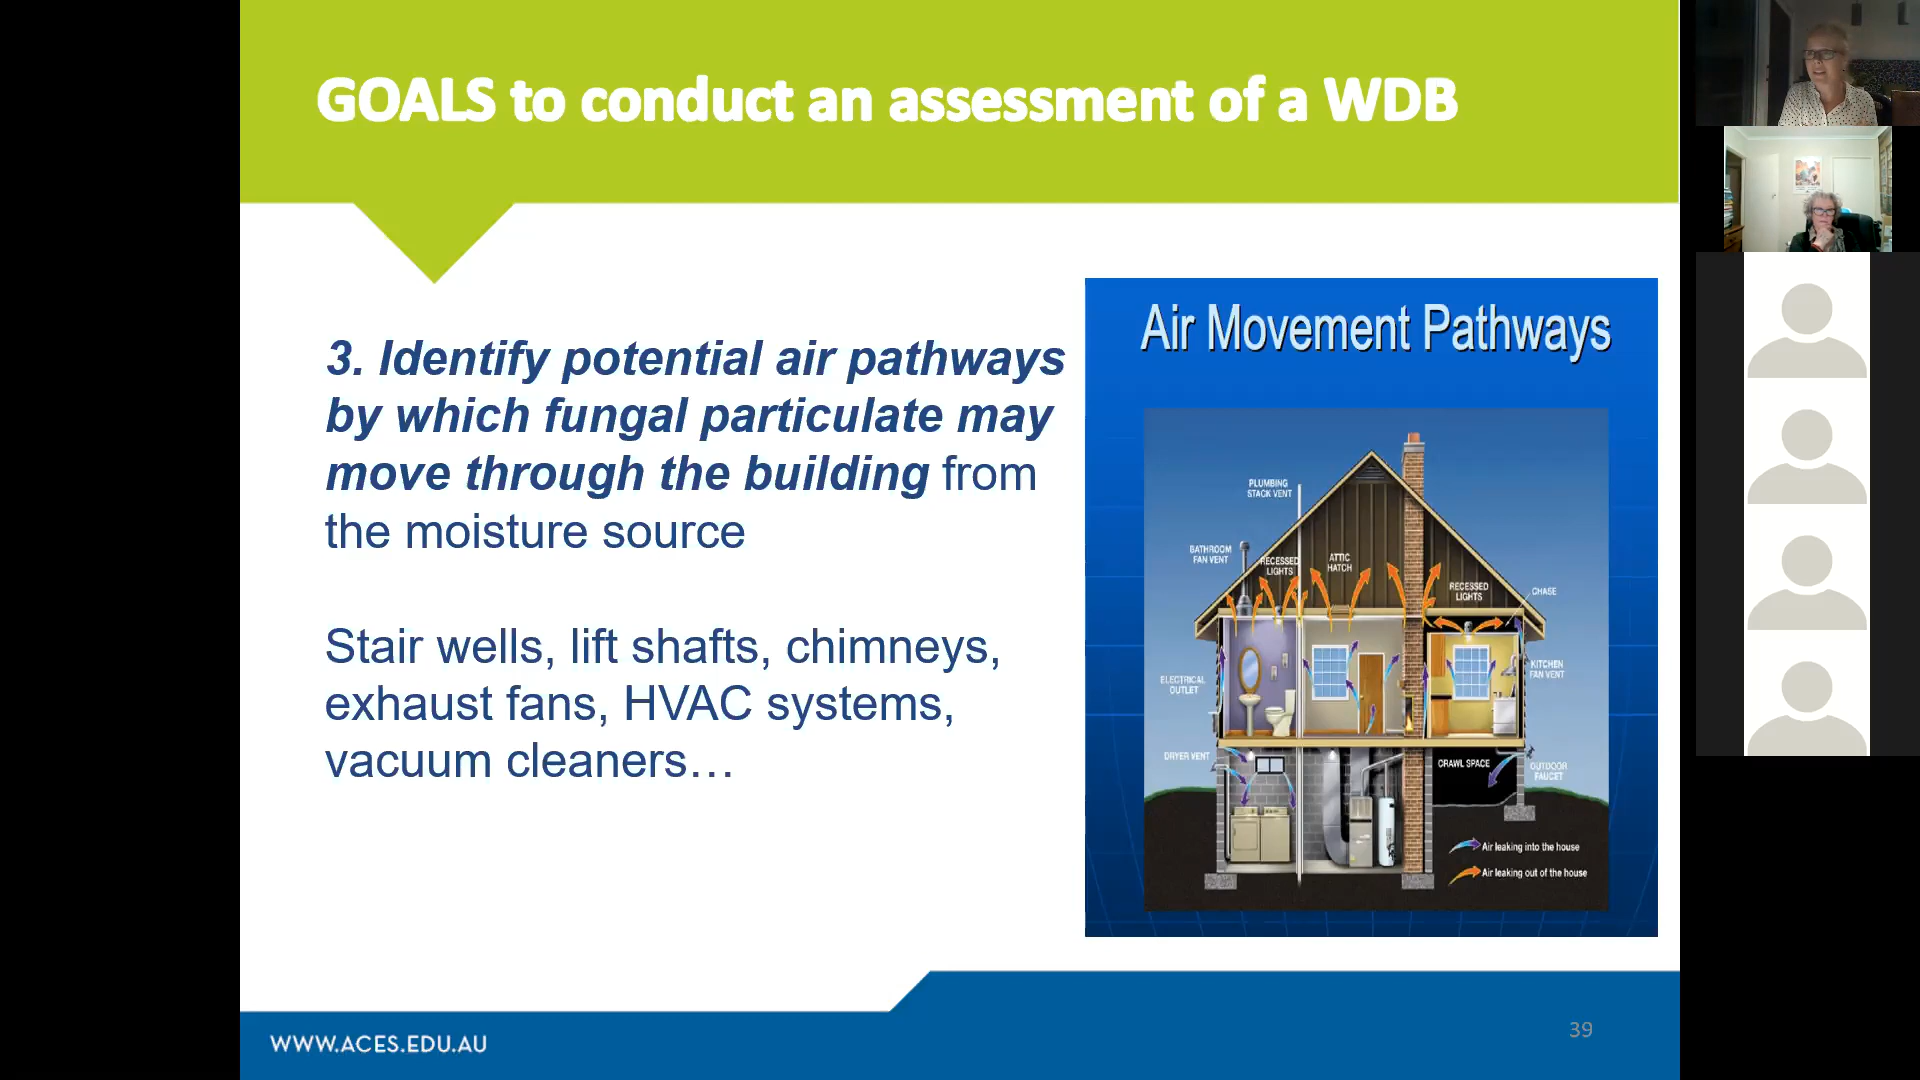 GOALS to conduct an assessment of a WDB
3. Identify potential air pathways
by which fungal particulate may
move through the building from
the moisture source
Stair wells, lift shafts, chimneys,
exhaust fans, HVAC systems,
vacuum cleaners…
Air Movement Pathways
PLUMBING
STACK VENT
BATHROOM
FAN VENT
RECESSED
LIGHTS
ATTIC
HATCH
RECESSED
LIGHTS
CHASE
ELECTRICAL
OUTLET
KITCHEN
FAN VENT
DRYER VENT
CRAWL SPACE
OUTDOOR
FAUCET
Air leaking into the house
Air leaking out of the house
WWW.ACES.EDU.AU
39